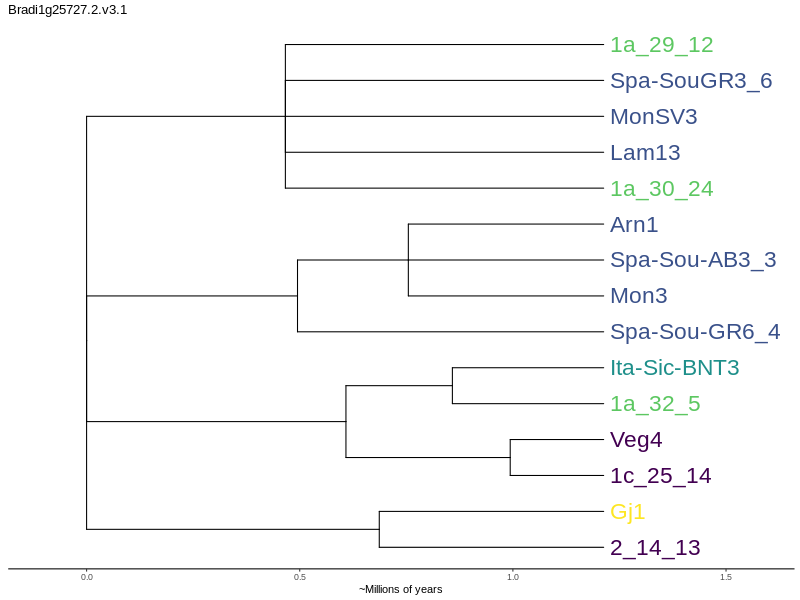 Bradi1g25727.2.v3.1
1a_29_12
Spa-SouGR3_6
MonSV3
Lam13
1a_30_24
Arn1
Spa-Sou-AB3_3
Mon3
Spa-Sou-GR6_4
Ita-Sic-BNT3
1a_32_5
Veg4
1c_25_14
Gj1
2_14_13
0.0 0.5 1.0 1.5
~Millions of years